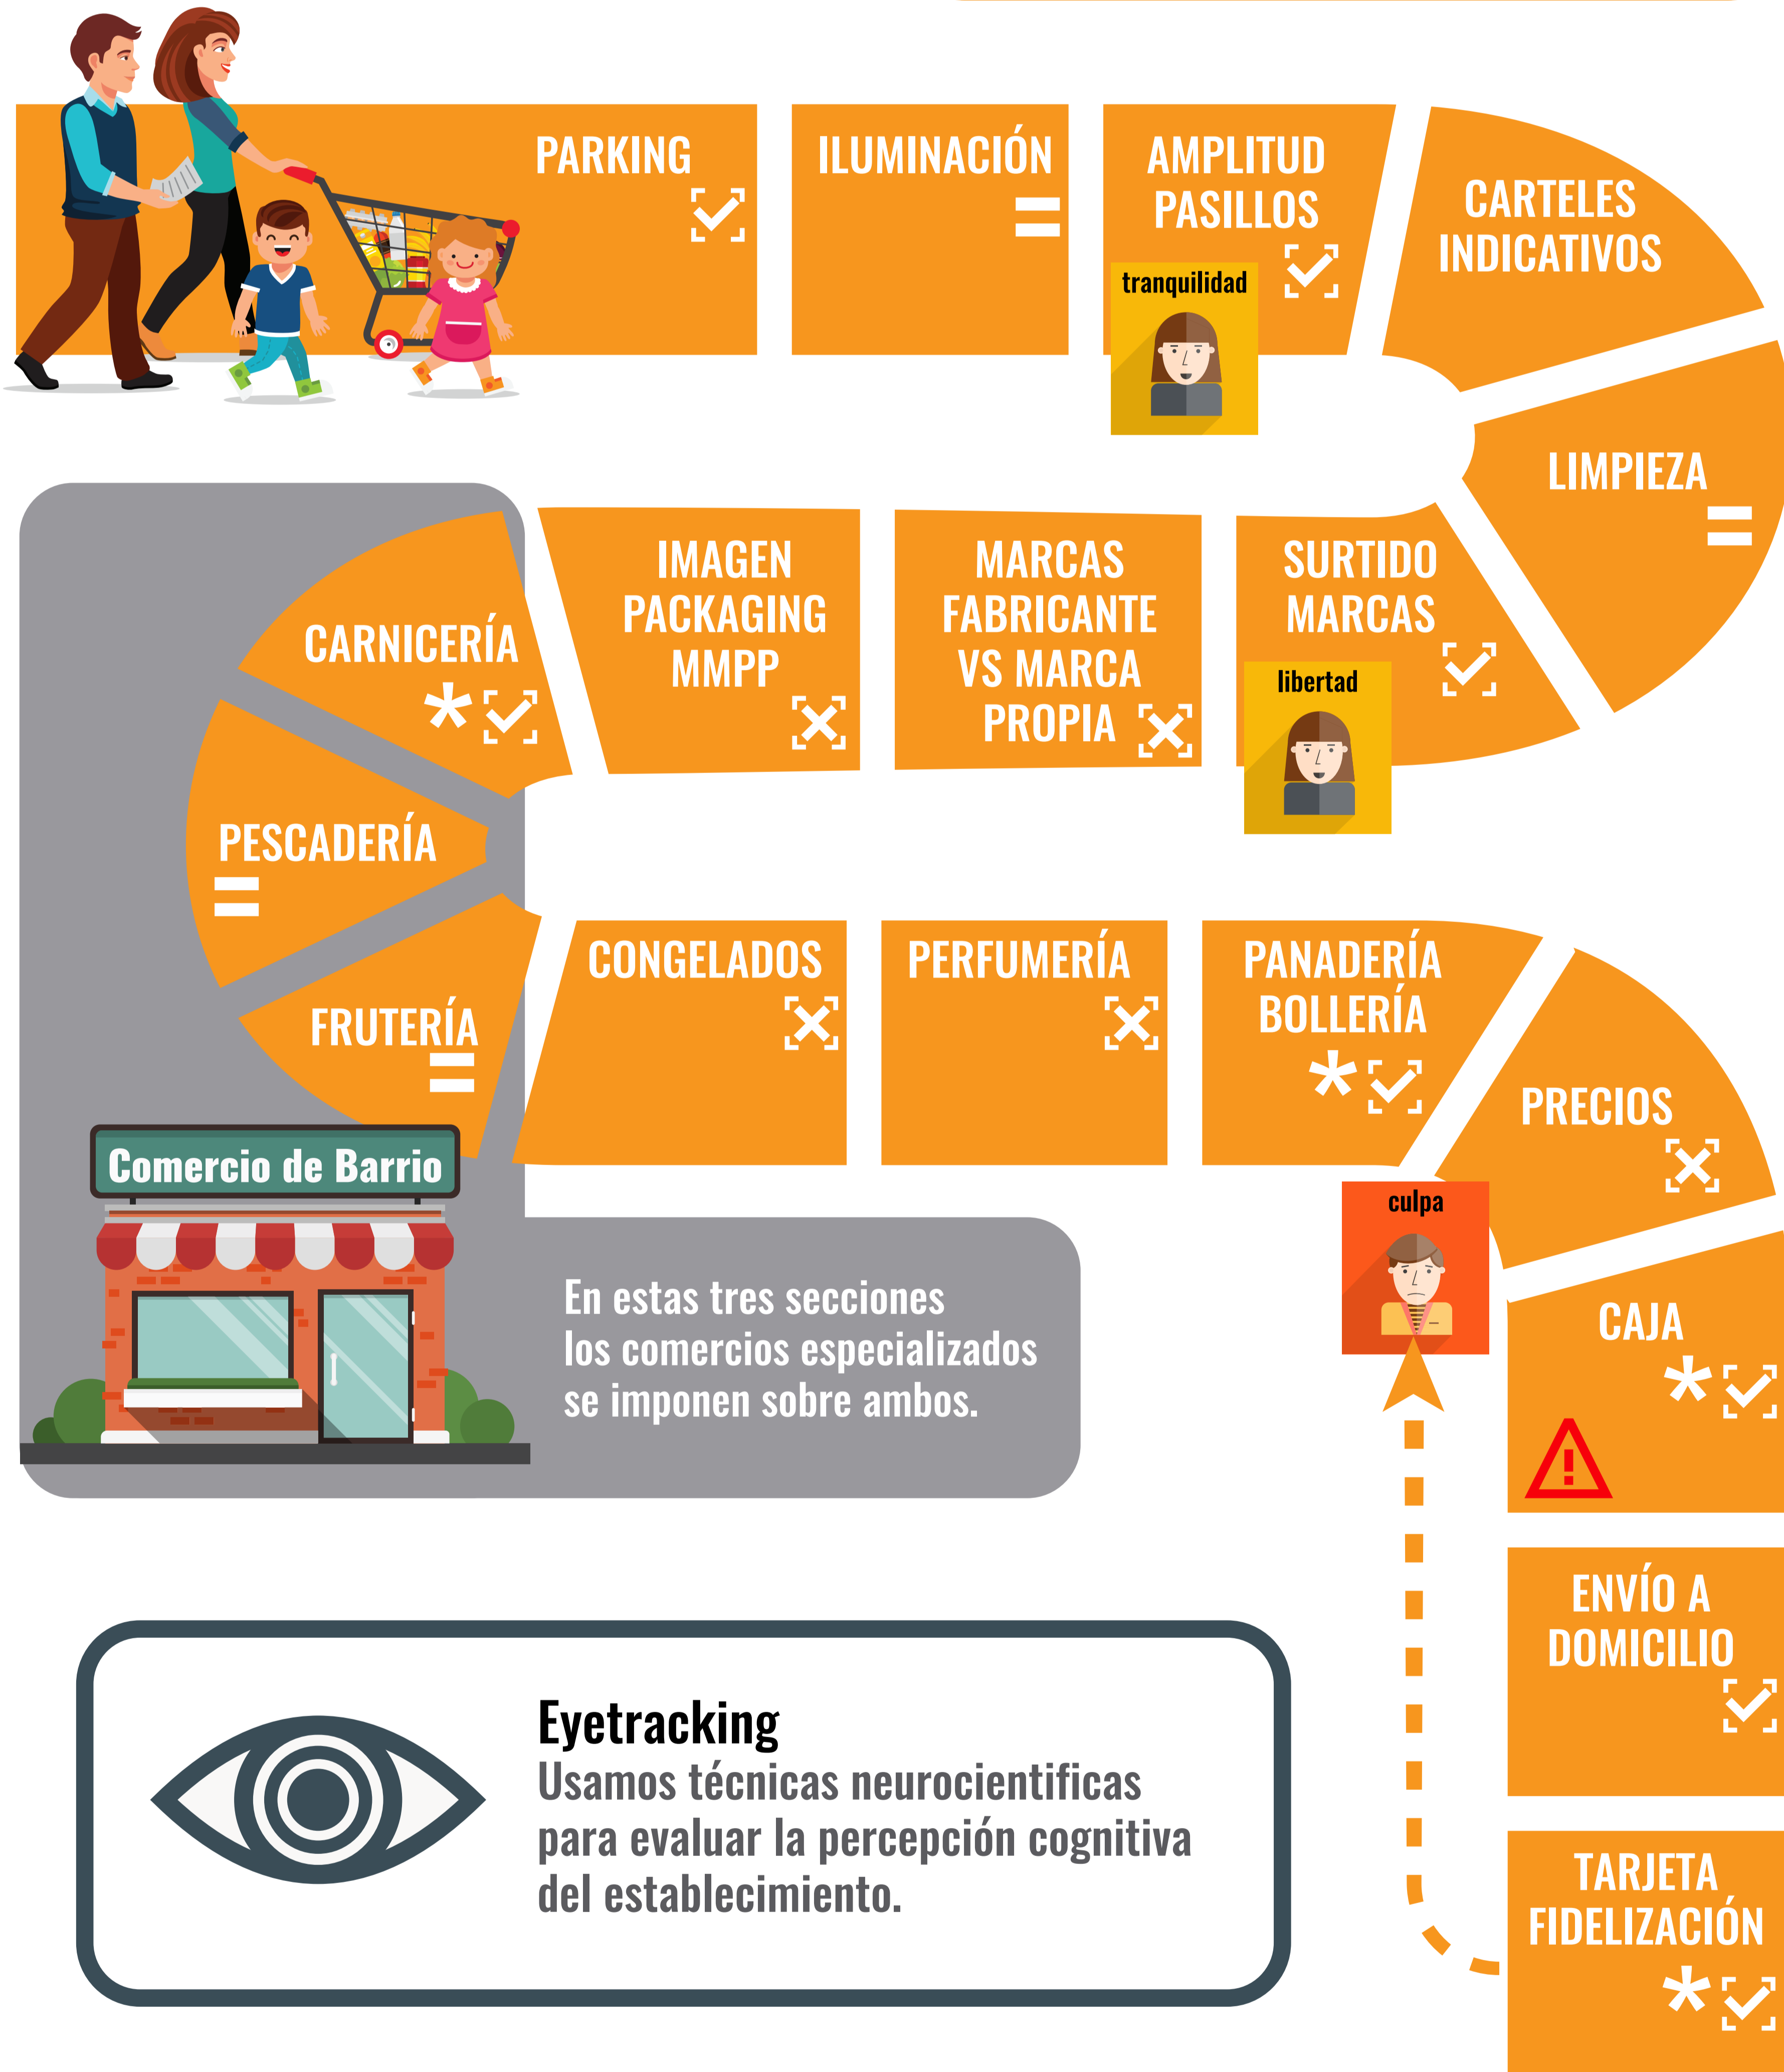 PARKING
ILUMINACIÓN
=
AMPLITUD
PASILLOS
tranquilidad
CARTELES
INDICATIVOS
LIMPIEZA
=
SURTIDO
MARCAS
libertad
MARCAS
FABRICANTE
VS MARCA
PROPIA
IMAGEN
PACKAGING
MMPP
CARNICERÍA
*
PESCADERÍA
=
FRUTERÍA
=
CONGELADOS
PERFUMERÍA
PANADERÍA
BOLLERÍA
*
PRECIOS
culpa
CAJA
*
!
ENVÍO A
DOMICILIO
TARJETA
FIDELIZACIÓN
*
Comercio de Barrio
En estas tres secciones
los comercios especializados
se imponen sobre ambos.
Eyetracking
Usamos técnicas neurocientificas
para evaluar la percepción cognitiva
del establecimiento.